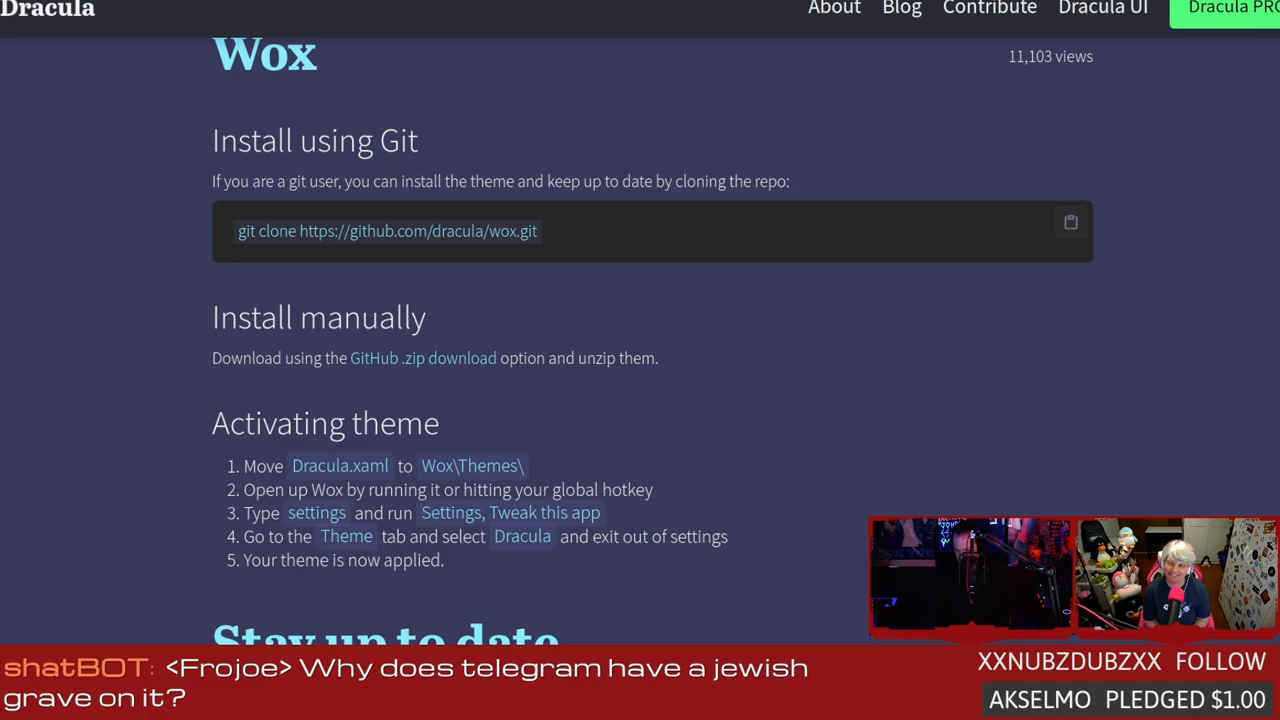 Dracula
About Blog Contribute Dracula UI Dracula PRO
Wox
11,103 views
Install using Git
If you are a git user, you can install the theme and keep up to date by cloning the repo:
git clone https://github.com/dracula/wox.git
Install manually
Download using the GitHub .zip download option and unzip them.
Activating theme
1. Move Dracula.xaml to Wox\Themes\
2. Open up Wox by running it or hitting your global hotkey
3. Type settings and run Settings, Tweak this app
4. Go to the Theme tab and select Dracula and exit out of settings
5. Your theme is now applied.
Stay up to date
shatBOT: <Frojoe> Why does telegram have a jewish
grave on it?
XXNUBZDUBZXX FOLLOW
AKSELMO PLEDGED $1.00